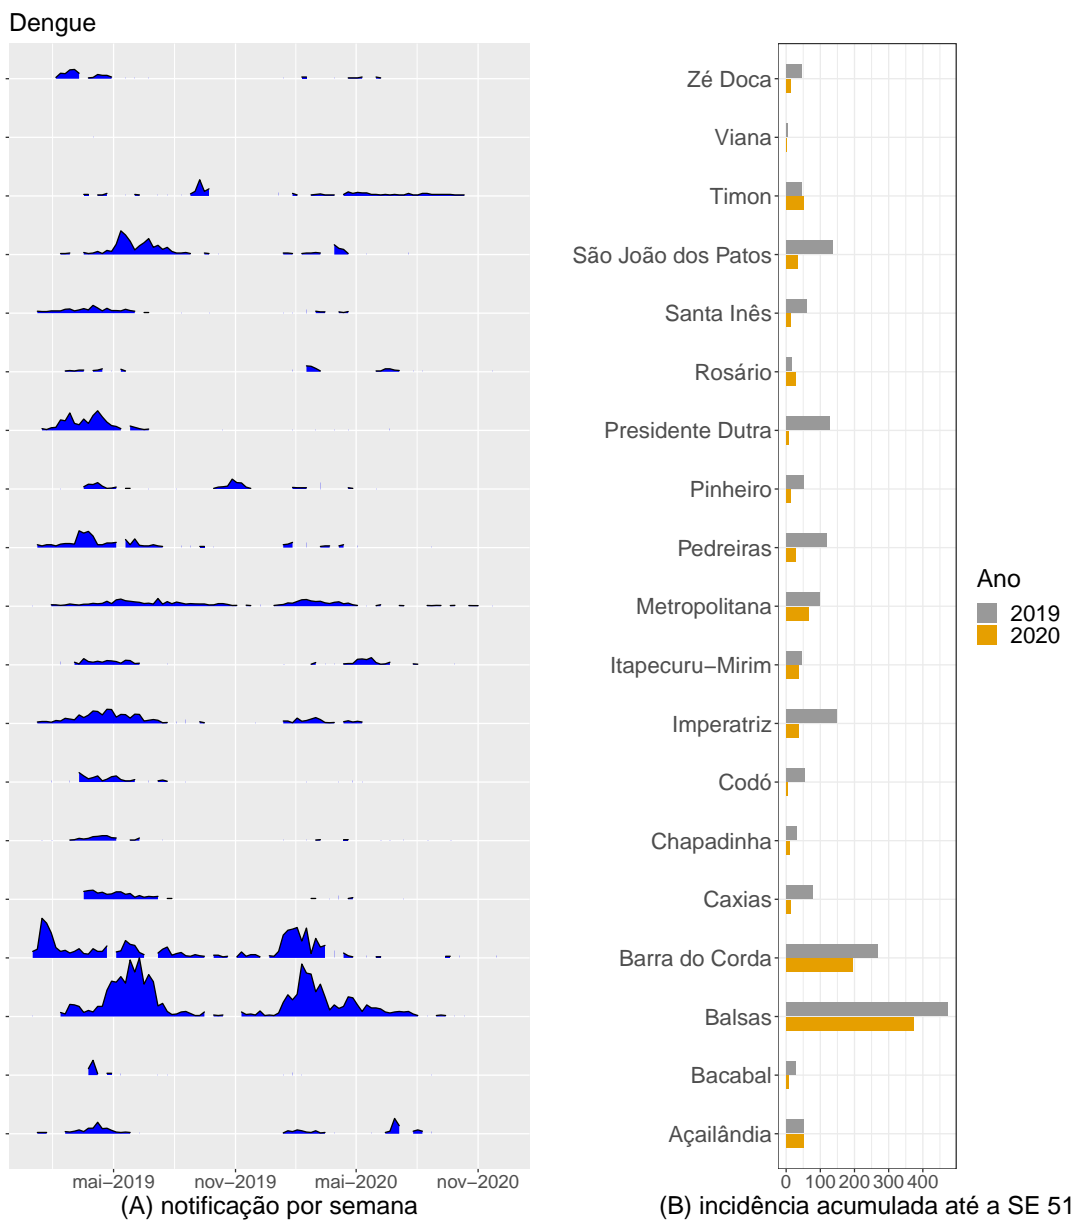 Dengue
Zé Doca
Viana
Timon
São João dos Patos
Santa Inês
Rosário
Presidente Dutra
Pinheiro
Pedreiras
Metropolitana
Itapecuru−Mirim
Imperatriz
Codó
Chapadinha
Caxias
Barra do Corda
Balsas
Bacabal
Açailândia
Ano
2019
2020
mai−2019 nov−2019 mai−2020 nov−2020
0 100 200 300 400
(A) notificação por semana
(B) incidência acumulada até a SE 51